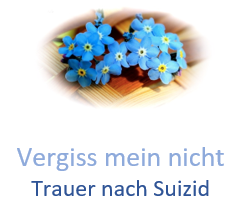 Vergiss mein nicht
Trauer nach Suizid